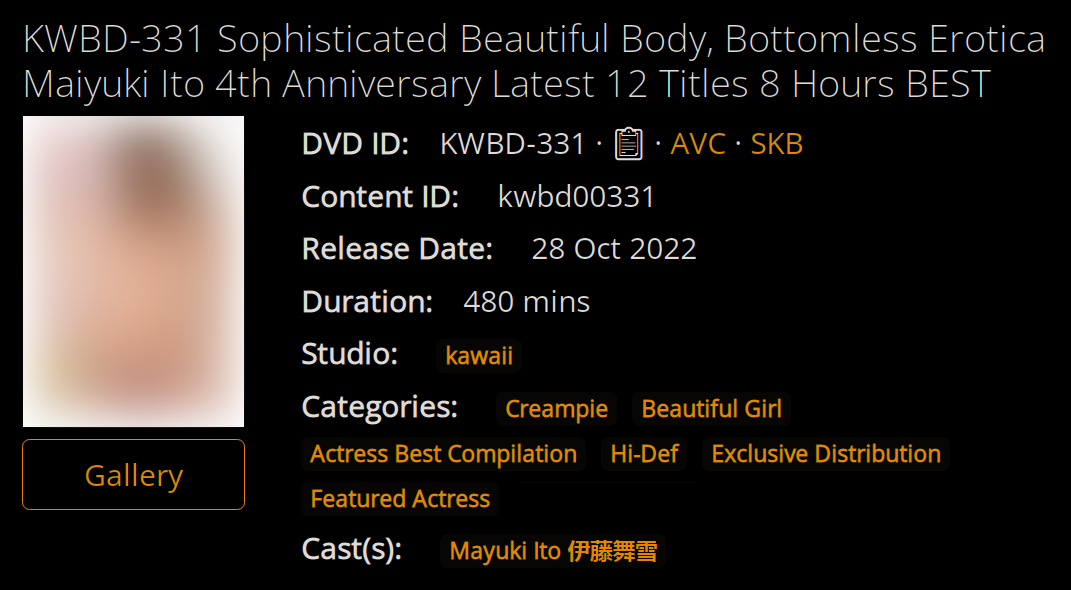 KWBD-331 Sophisticated Beautiful Body, Bottomless Erotica
Maiyuki Ito 4th Anniversary Latest 12 Titles 8 Hours BEST
DVD ID: KWBD-331 · 📋 · AVC · SKB
Content ID: kwbd00331
Release Date: 28 Oct 2022
Duration: 480 mins
Studio: kawaii
Categories: Creampie Beautiful Girl
Actress Best Compilation Hi-Def Exclusive Distribution
Featured Actress
Cast(s): Mayuki Ito 伊藤舞雪
Gallery